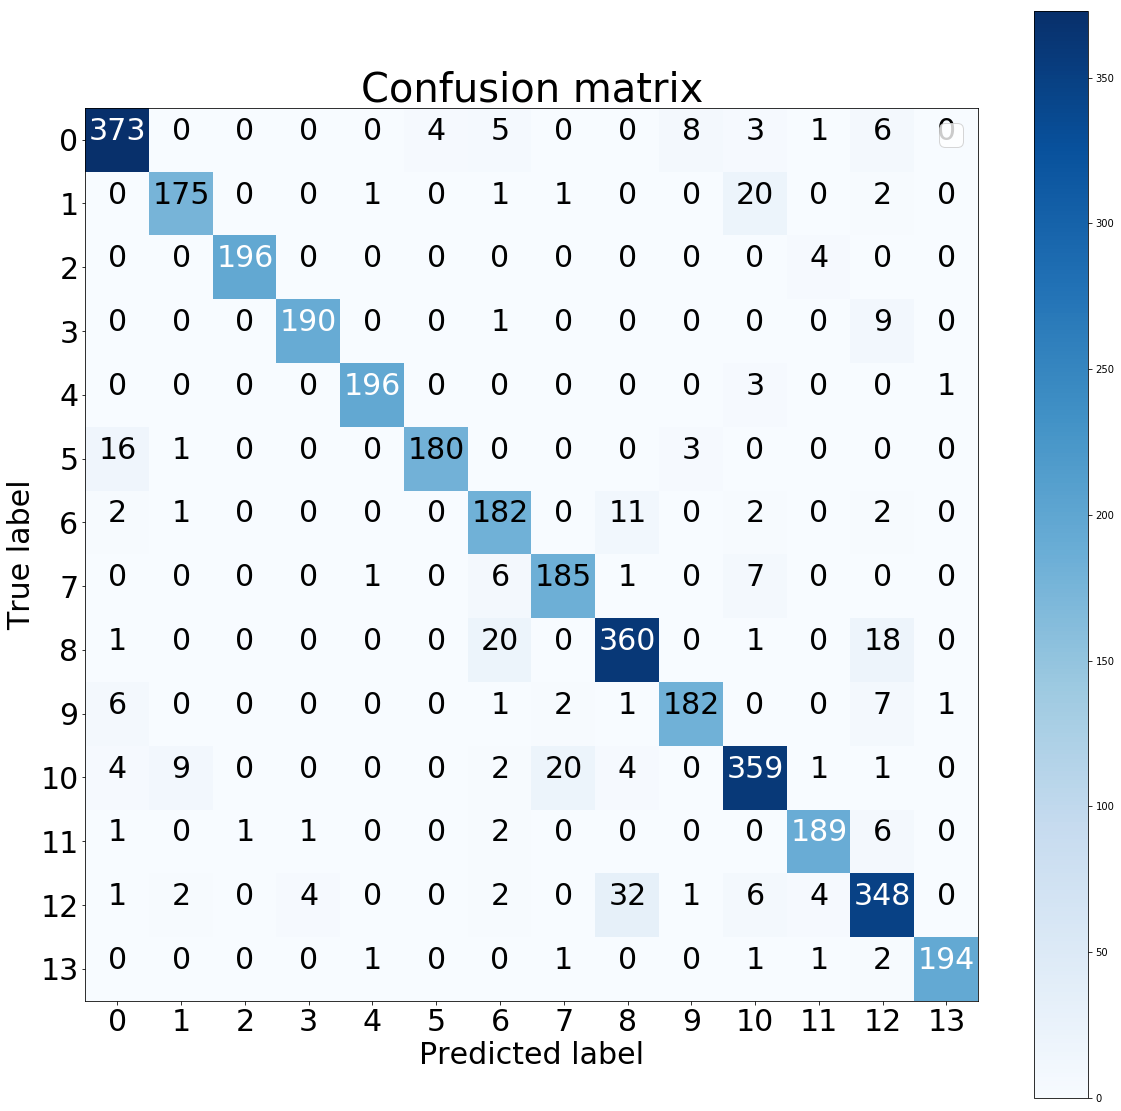 Confusion matrix
0 373 0 0 0 0 4 5 0 0 8 3 1 6 0
1 0 175 0 0 1 0 1 1 0 0 20 0 2 0
2 0 0 196 0 0 0 0 0 0 0 0 4 0 0
3 0 0 0 190 0 0 1 0 0 0 0 0 9 0
4 0 0 0 0 196 0 0 0 0 0 3 0 0 1
5 16 1 0 0 0 180 0 0 0 3 0 0 0 0
6 2 1 0 0 0 0 182 0 11 0 2 0 2 0
7 0 0 0 0 1 0 6 185 1 0 7 0 0 0
8 1 0 0 0 0 0 20 0 360 0 1 0 18 0
9 6 0 0 0 0 0 1 2 1 182 0 0 7 1
10 4 9 0 0 0 0 2 20 4 0 359 1 1 0
11 1 0 1 1 0 0 2 0 0 0 0 189 6 0
12 1 2 0 4 0 0 2 0 32 1 6 4 348 0
13 0 0 0 0 1 0 0 1 0 0 1 1 2 194
0 1 2 3 4 5 6 7 8 9 10 11 12 13
Predicted label
True label
350
300
250
200
150
100
50
0